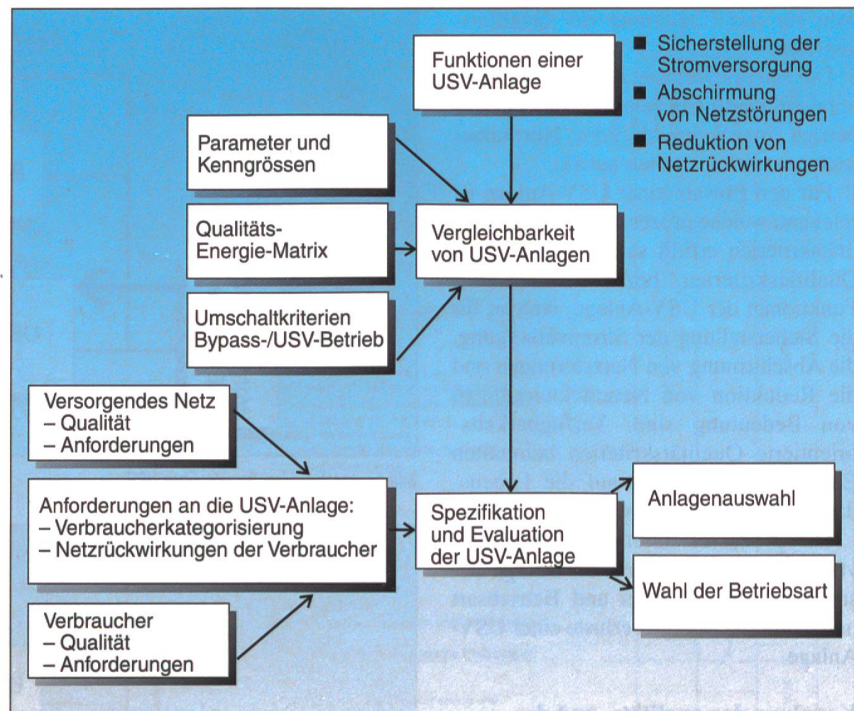 Funktionen einer
USV-Anlage
■ Sicherstellung der
Stromversorgung
■ Abschirmung
von Netzstörungen
■ Reduktion von
Netzrückwirkungen
Parameter und
Kenngrössen
Qualitäts-
Energie-Matrix
Umschaltkriterien
Bypass-/USV-Betrieb
Vergleichbarkeit
von USV-Anlagen
Versorgendes Netz
– Qualität
– Anforderungen
Anforderungen an die USV-Anlage:
– Verbraucherkategorisierung
– Netzrückwirkungen der Verbraucher
Verbraucher
– Qualität
– Anforderungen
Spezifikation
und Evaluation
der USV-Anlage
Anlagenauswahl
Wahl der Betriebsart